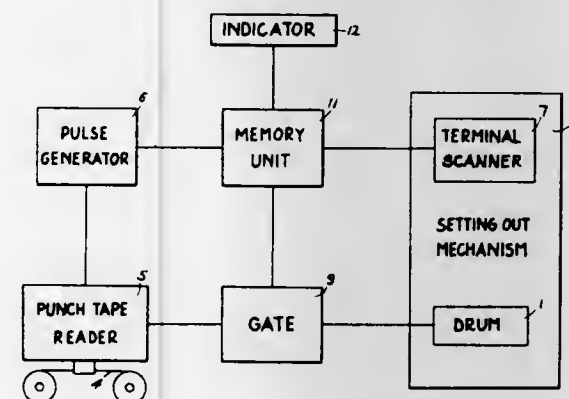 INDICATOR
12
6
PULSE
GENERATOR
11
MEMORY
UNIT
7
TERMINAL
SCANNER
SETTING OUT
MECHANISM
5
PUNCH TAPE
READER
4
9
GATE
1
DRUM